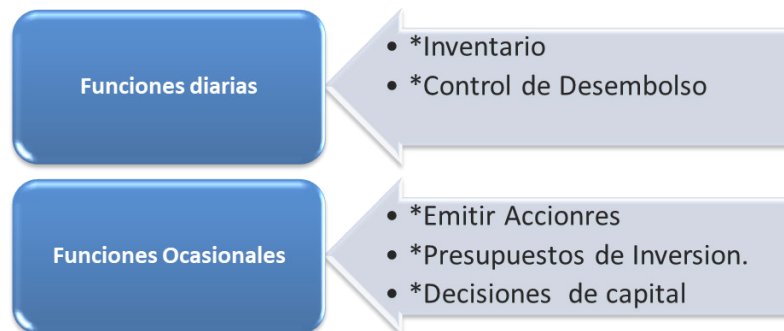 Funciones diarias
• *Inventario
• *Control de Desembolso
Funciones Ocasionales
• *Emitir Accionres
• *Presupuestos de Inversion.
• *Decisiones de capital